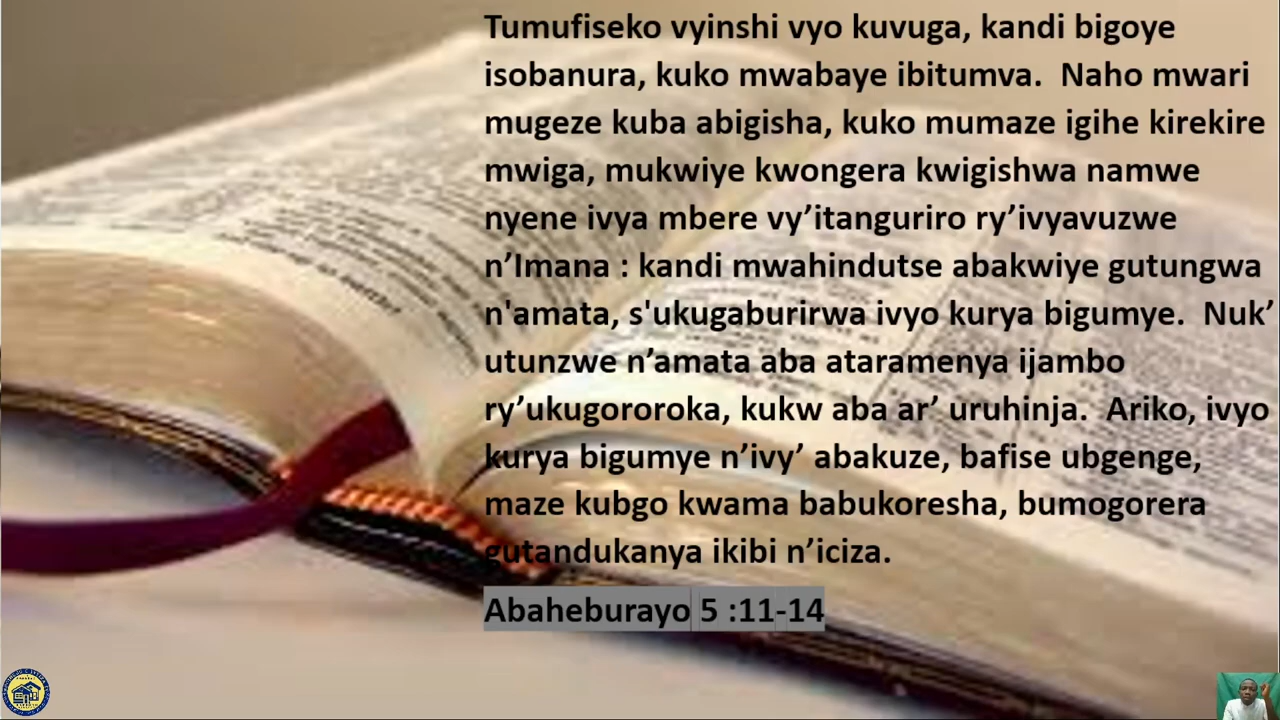 Tumufiseko vyinshi vyo kuvuga, kandi bigoye
isobanura, kuko mwabaye ibitumva.  Naho mwari
mugeze kuba abigisha, kuko mumaze igihe kirekire
mwiga, mukwiye kwongera kwigishwa namwe
nyene ivya mbere vy’itanguriro ry’ivyavuzwe
n’Imana : kandi mwahindutse abakwiye gutungwa
n'amata, s'ukugaburirwa ivyo kurya bigumye.  Nuk’
utunzwe n’amata aba ataramenya ijambo
ry’ukugororoka, kukw aba ar’ uruhinja.  Ariko, ivyo
kurya bigumye n’ivy’ abakuze, bafise ubgenge,
maze kubgo kwama babukoresha, bumogorera
gutandukanya ikibi n’iciza.
Abaheburayo 5 :11-14